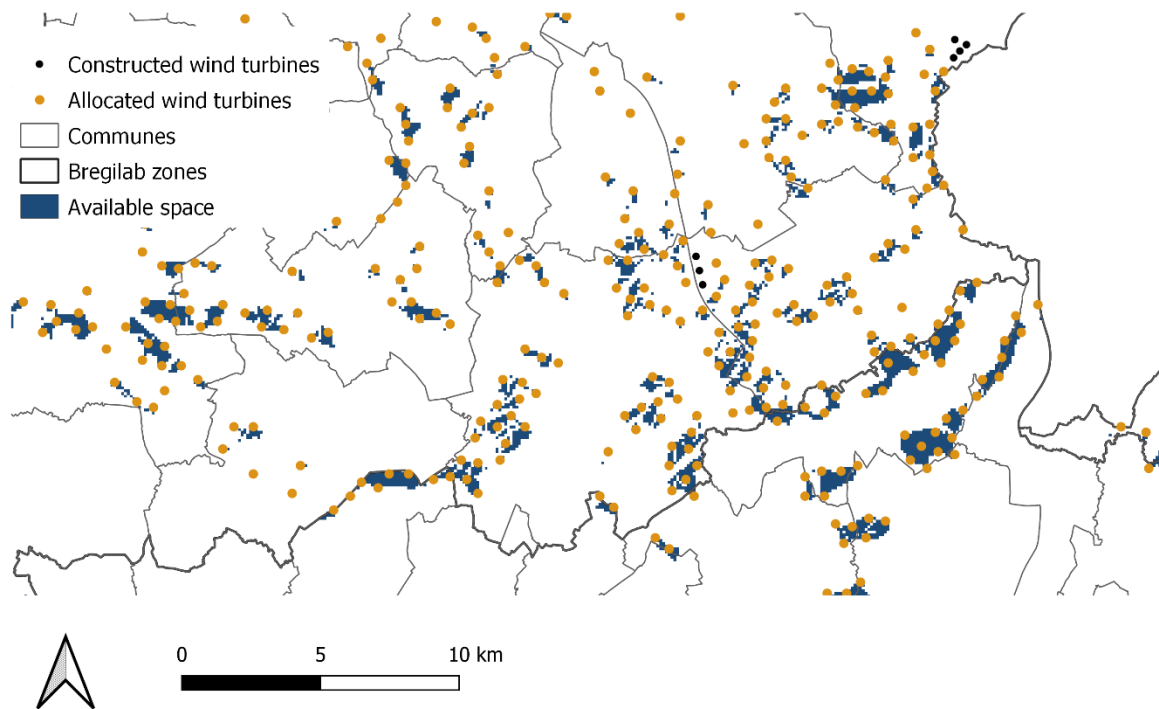 Constructed wind turbines
Allocated wind turbines
Communes
Bregilab zones
Available space
0 5 10 km